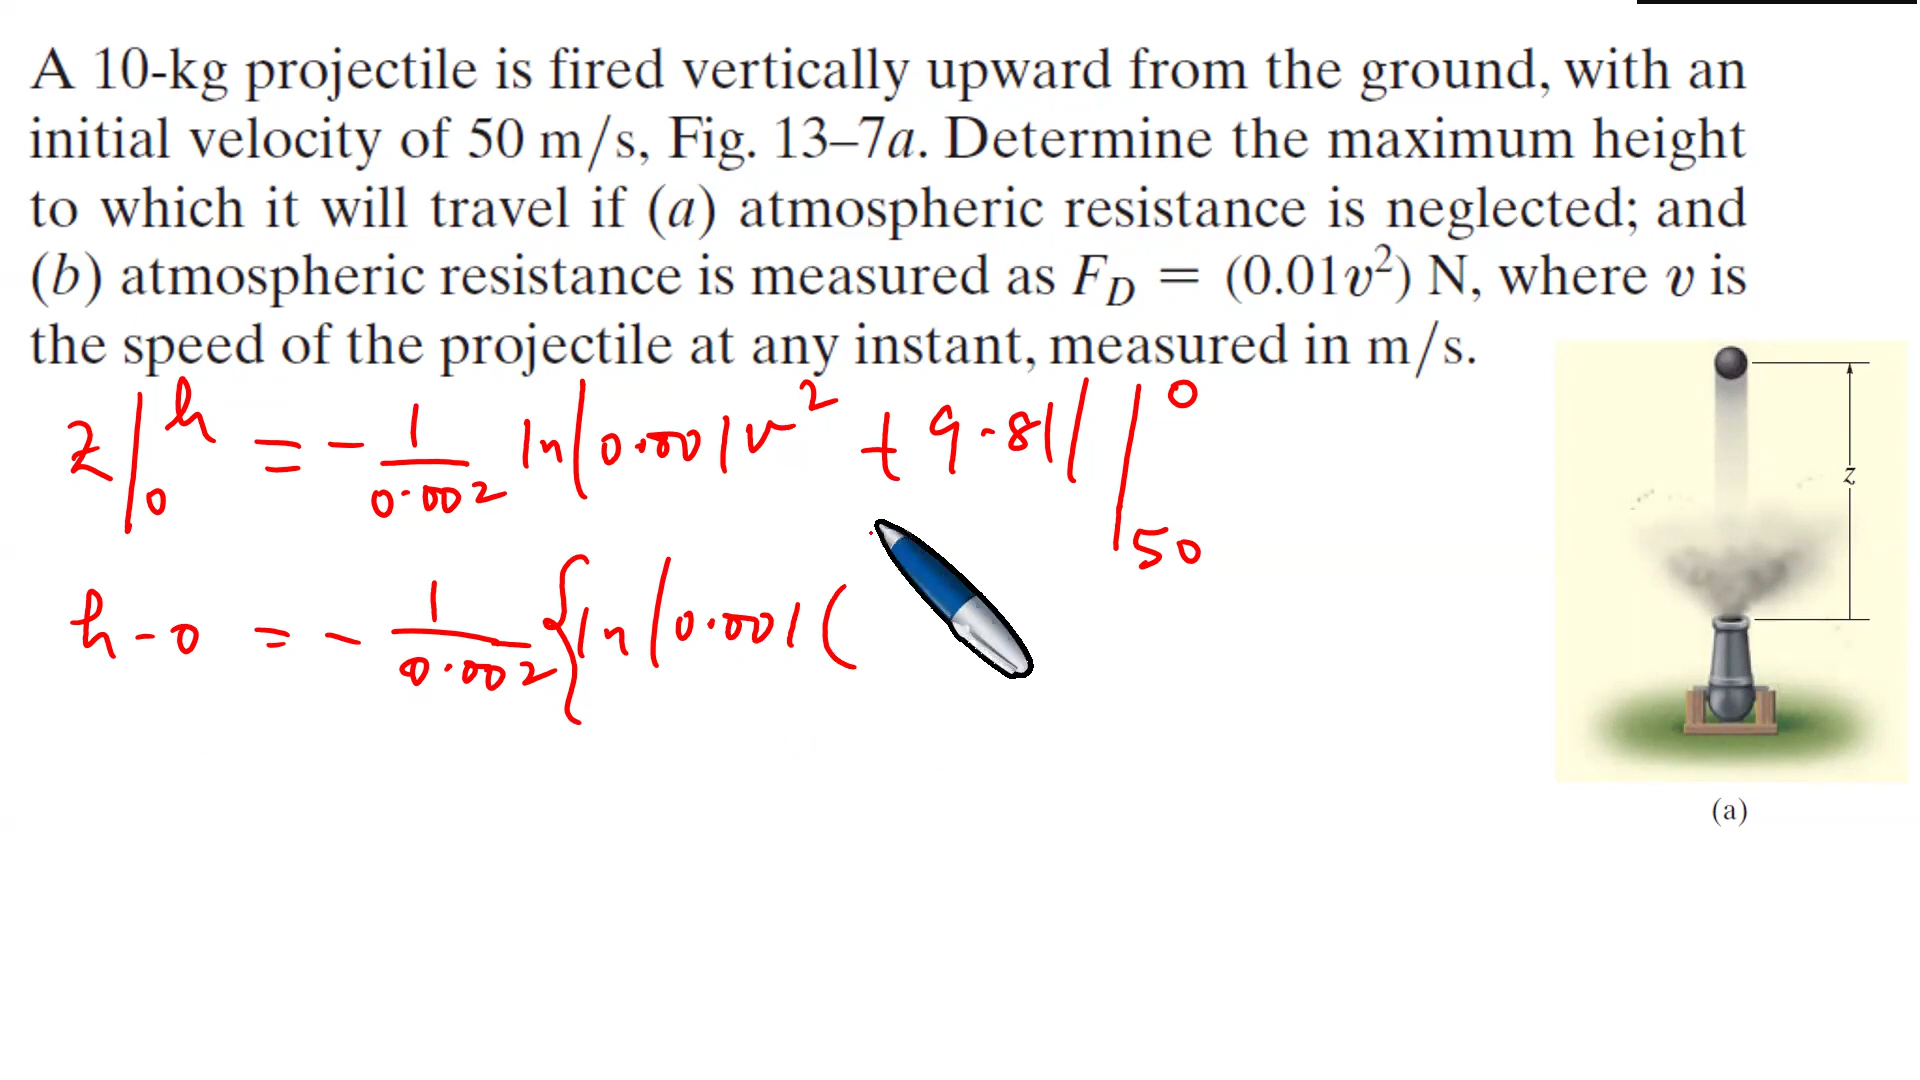 A 10-kg projectile is fired vertically upward from the ground, with an
initial velocity of 50 m/s, Fig. 13–7a. Determine the maximum height
to which it will travel if (a) atmospheric resistance is neglected; and
(b) atmospheric resistance is measured as F_D = (0.01v²) N, where v is
the speed of the projectile at any instant, measured in m/s.
z|₀ʰ = - 1/0.002 ln|0.001v² + 9.81| |₅₀⁰
h-0 = - 1/0.002 {ln|0.001(
z
(a)